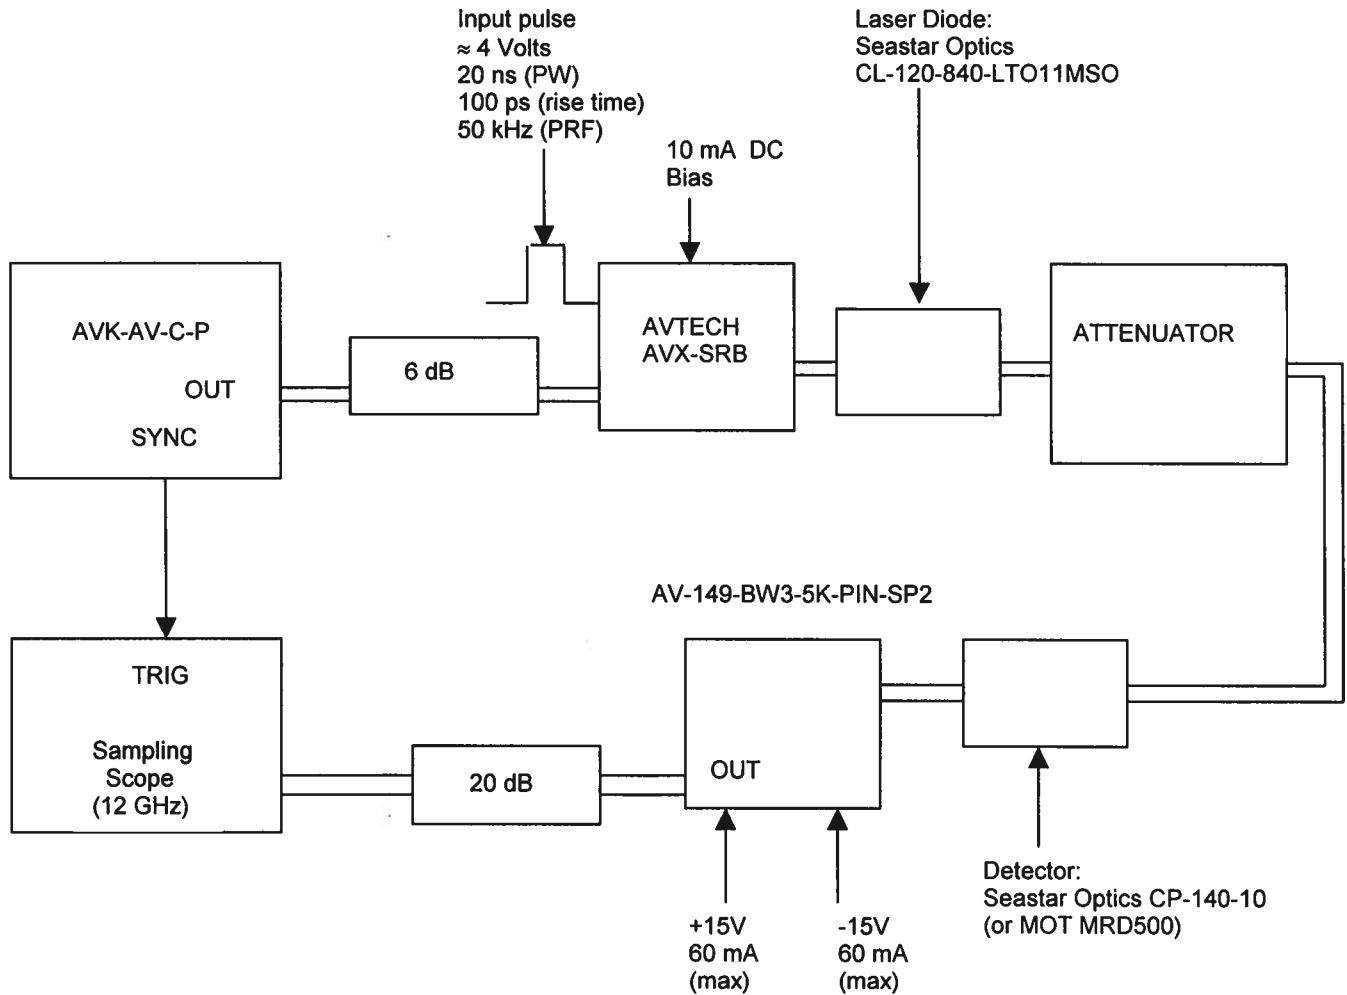 Input pulse
≈ 4 Volts
20 ns (PW)
100 ps (rise time)
50 kHz (PRF)
10 mA DC
Bias
Laser Diode:
Seastar Optics
CL-120-840-LTO11MSO
AVK-AV-C-P
OUT
SYNC
6 dB
AVTECH
AVX-SRB
ATTENUATOR
AV-149-BW3-5K-PIN-SP2
TRIG
Sampling
Scope
(12 GHz)
20 dB
OUT
+15V
60 mA
(max)
-15V
60 mA
(max)
Detector:
Seastar Optics CP-140-10
(or MOT MRD500)